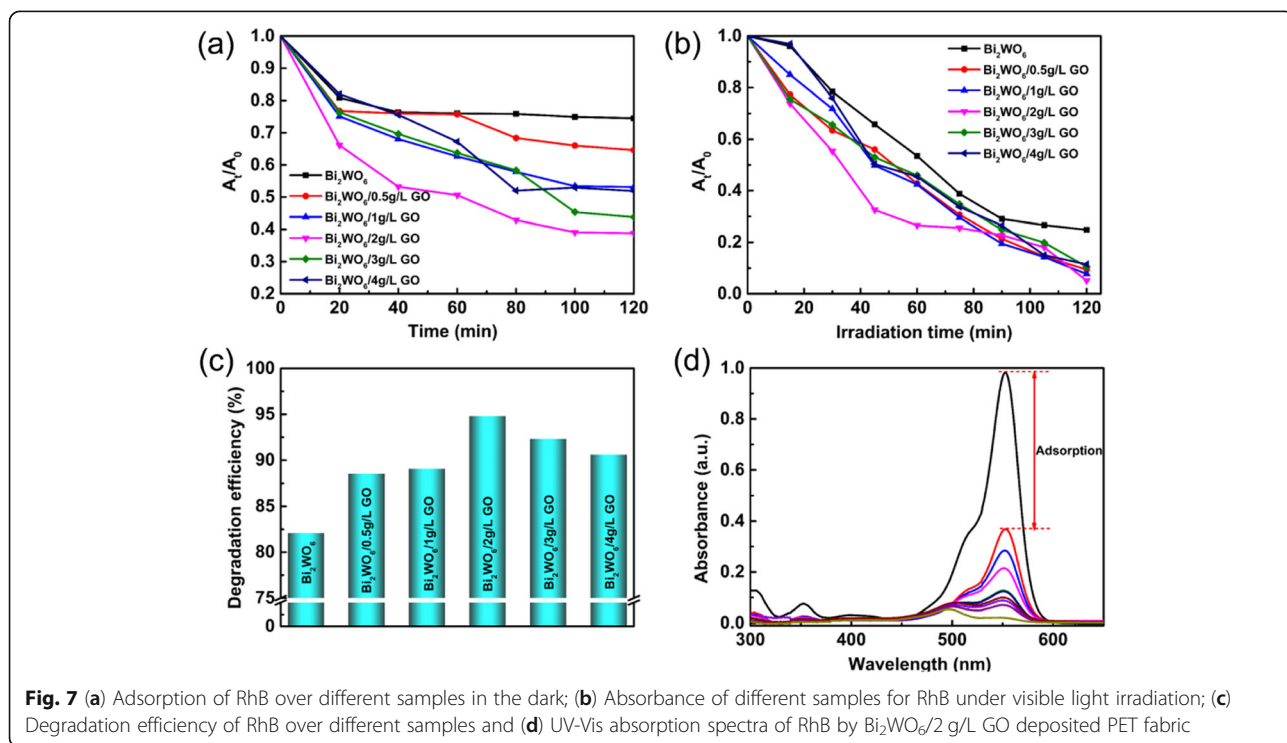 (a)
1.0
0.9
0.8
0.7
0.6
0.5
0.4
0.3
0.2
A_t/A_0
Bi₂WO₆
Bi₂WO₆/0.5g/L GO
Bi₂WO₆/1g/L GO
Bi₂WO₆/2g/L GO
Bi₂WO₆/3g/L GO
Bi₂WO₆/4g/L GO
0 20 40 60 80 100 120
Time (min)
(b)
1.0
0.8
0.6
0.4
0.2
0.0
A_t/A_0
Bi₂WO₆
Bi₂WO₆/0.5g/L GO
Bi₂WO₆/1g/L GO
Bi₂WO₆/2g/L GO
Bi₂WO₆/3g/L GO
Bi₂WO₆/4g/L GO
0 20 40 60 80 100 120
Irradiation time (min)
(c)
100
95
90
85
80
75
0
Degradation efficiency (%)
Bi₂WO₆
Bi₂WO₆/0.5g/L GO
Bi₂WO₆/1g/L GO
Bi₂WO₆/2g/L GO
Bi₂WO₆/3g/L GO
Bi₂WO₆/4g/L GO
(d)
1.0
0.8
0.6
0.4
0.2
0.0
Absorbance (a.u.)
Adsorption
300 400 500 600
Wavelength (nm)
Fig. 7 (a) Adsorption of RhB over different samples in the dark; (b) Absorbance of different samples for RhB under visible light irradiation; (c)
Degradation efficiency of RhB over different samples and (d) UV-Vis absorption spectra of RhB by Bi₂WO₆/2 g/L GO deposited PET fabric